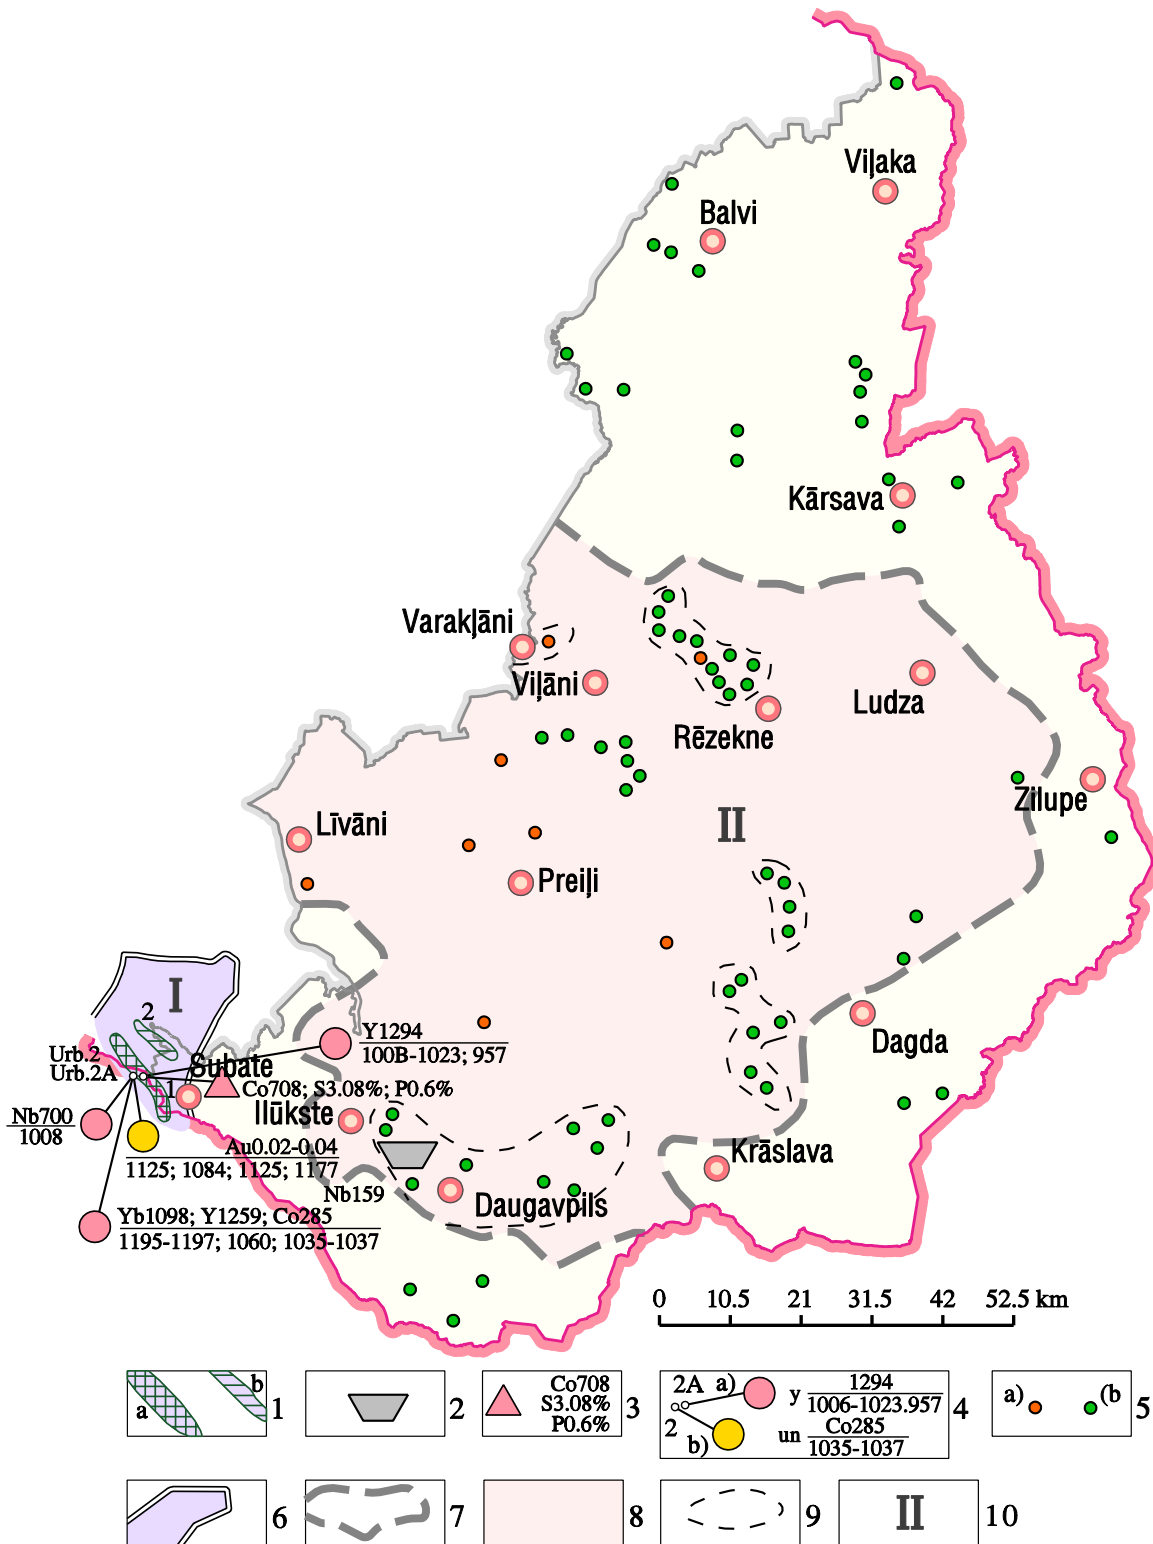 Viļaka
Balvi
Kārsava
Varakļāni
Viļāni
Ludza
Rēzekne
Zilupe
Līvāni
II
Preiļi
I
2
Y1294
100B-1023; 957
Dagda
Urb.2
Urb.2A
Subate
1
Co708; S3.08%; P0.6%
Nb700
1008
Ilūkste
Au0.02-0.04
1125; 1084; 1125; 1177
Krāslava
Nb159
Daugavpils
Yb1098; Y1259; Co285
1195-1197; 1060; 1035-1037
0 10.5 21 31.5 42 52.5 km
a b 1
2
Co708
S3.08%
P0.6%
3
2A a) y 1294
1006-1023.957
2 b) un Co285
1035-1037
4
a) (b 5
6
7
8
9
II 10